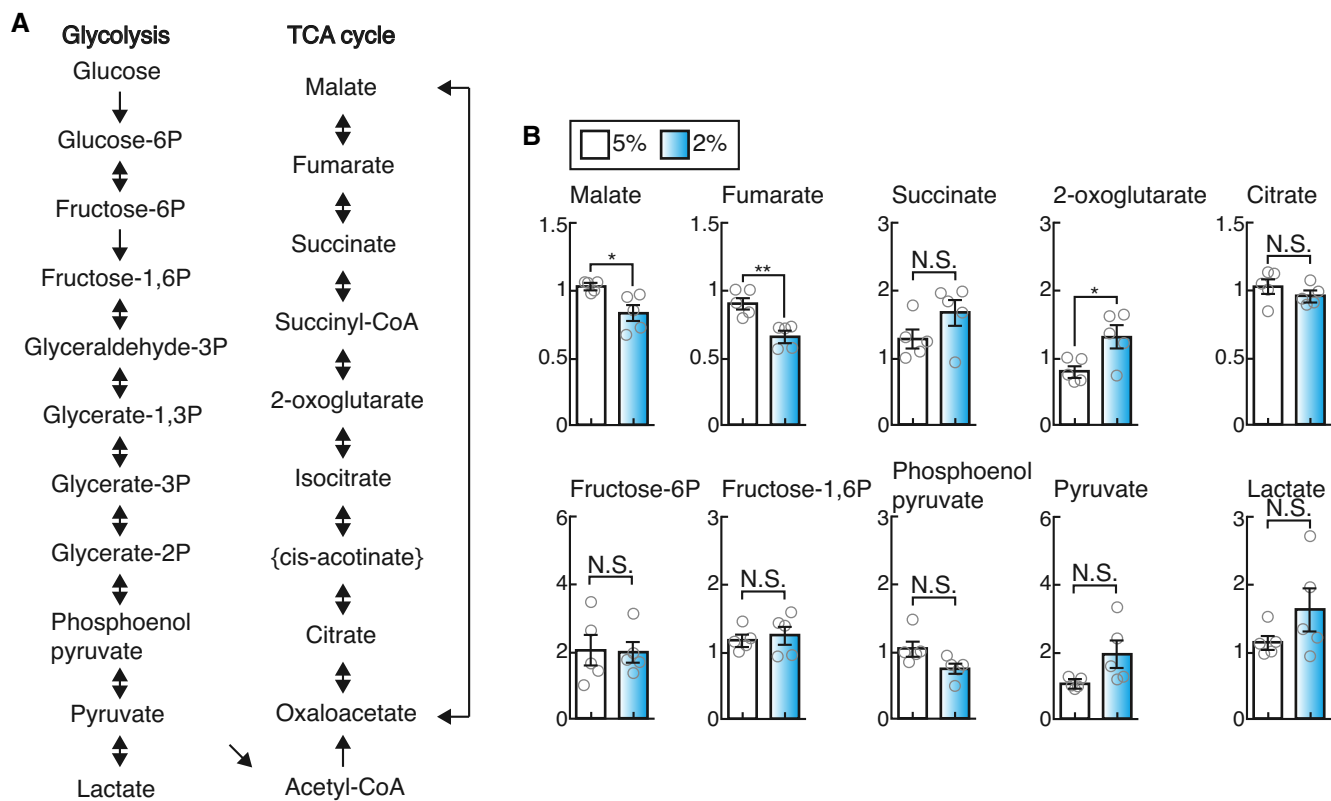 A
Glycolysis
Glucose
Glucose-6P
Fructose-6P
Fructose-1,6P
Glyceraldehyde-3P
Glycerate-1,3P
Glycerate-3P
Glycerate-2P
Phosphoenol
pyruvate
Pyruvate
Lactate
TCA cycle
Malate
Fumarate
Succinate
Succinyl-CoA
2-oxoglutarate
Isocitrate
{cis-acotinate}
Citrate
Oxaloacetate
Acetyl-CoA
B
5% 2%
Malate
1.5
1
0.5
0
*
Fumarate
1.5
1
0.5
0
**
Succinate
3
2
1
0
N.S.
2-oxoglutarate
3
2
1
0
*
Citrate
1.5
1
0.5
0
N.S.
Fructose-6P
6
4
2
0
N.S.
Fructose-1,6P
3
2
1
0
N.S.
Phosphoenol
pyruvate
3
2
1
0
N.S.
Pyruvate
6
4
2
0
N.S.
Lactate
3
2
1
0
N.S.